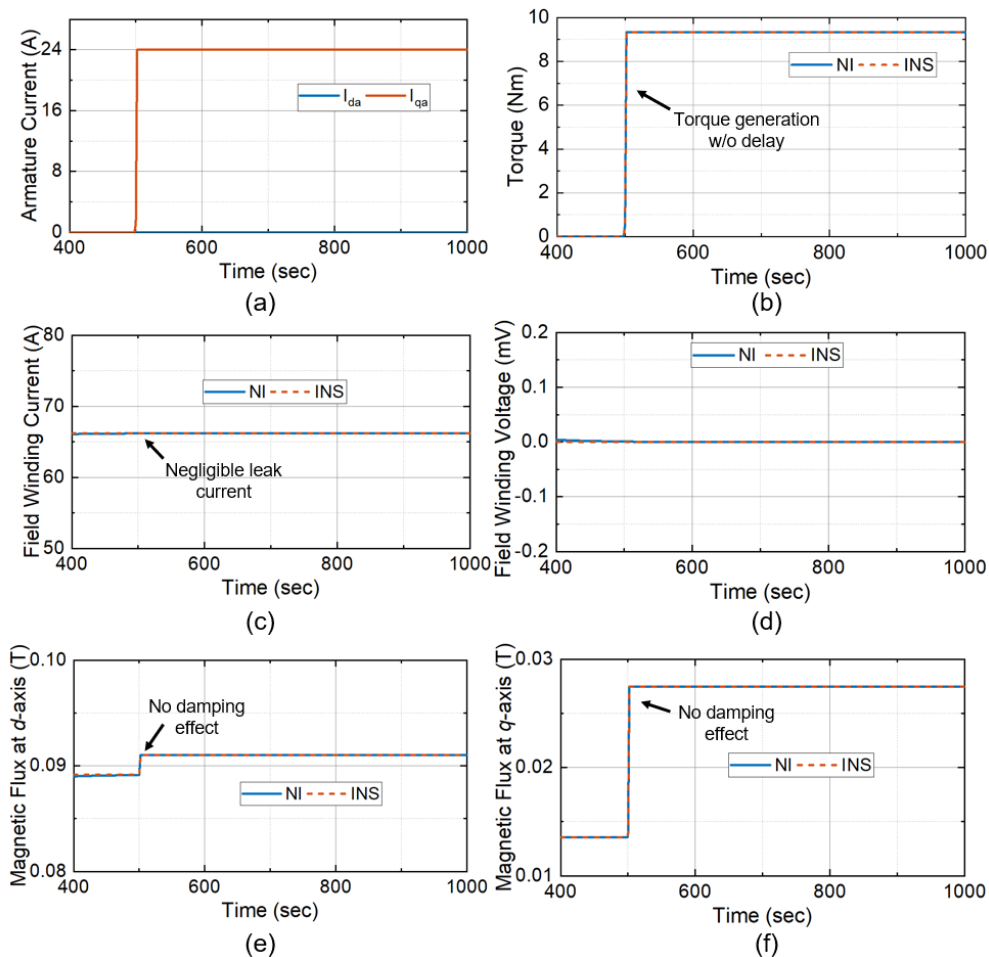 Armature Current (A)
24
16
8
0
I_da
I_qa
400
600
800
1000
Time (sec)
(a)
Torque (Nm)
10
8
6
4
2
0
NI
INS
Torque generation
w/o delay
400
600
800
1000
Time (sec)
(b)
Field Winding Current (A)
80
70
60
50
NI
INS
Negligible leak
current
400
600
800
1000
Time (sec)
(c)
Field Winding Voltage (mV)
0.2
0.1
0.0
-0.1
-0.2
NI
INS
400
600
800
1000
Time (sec)
(d)
Magnetic Flux at d-axis (T)
0.10
0.09
0.08
No damping
effect
NI
INS
400
600
800
1000
Time (sec)
(e)
Magnetic Flux at q-axis (T)
0.03
0.02
0.01
No damping
effect
NI
INS
400
600
800
1000
Time (sec)
(f)